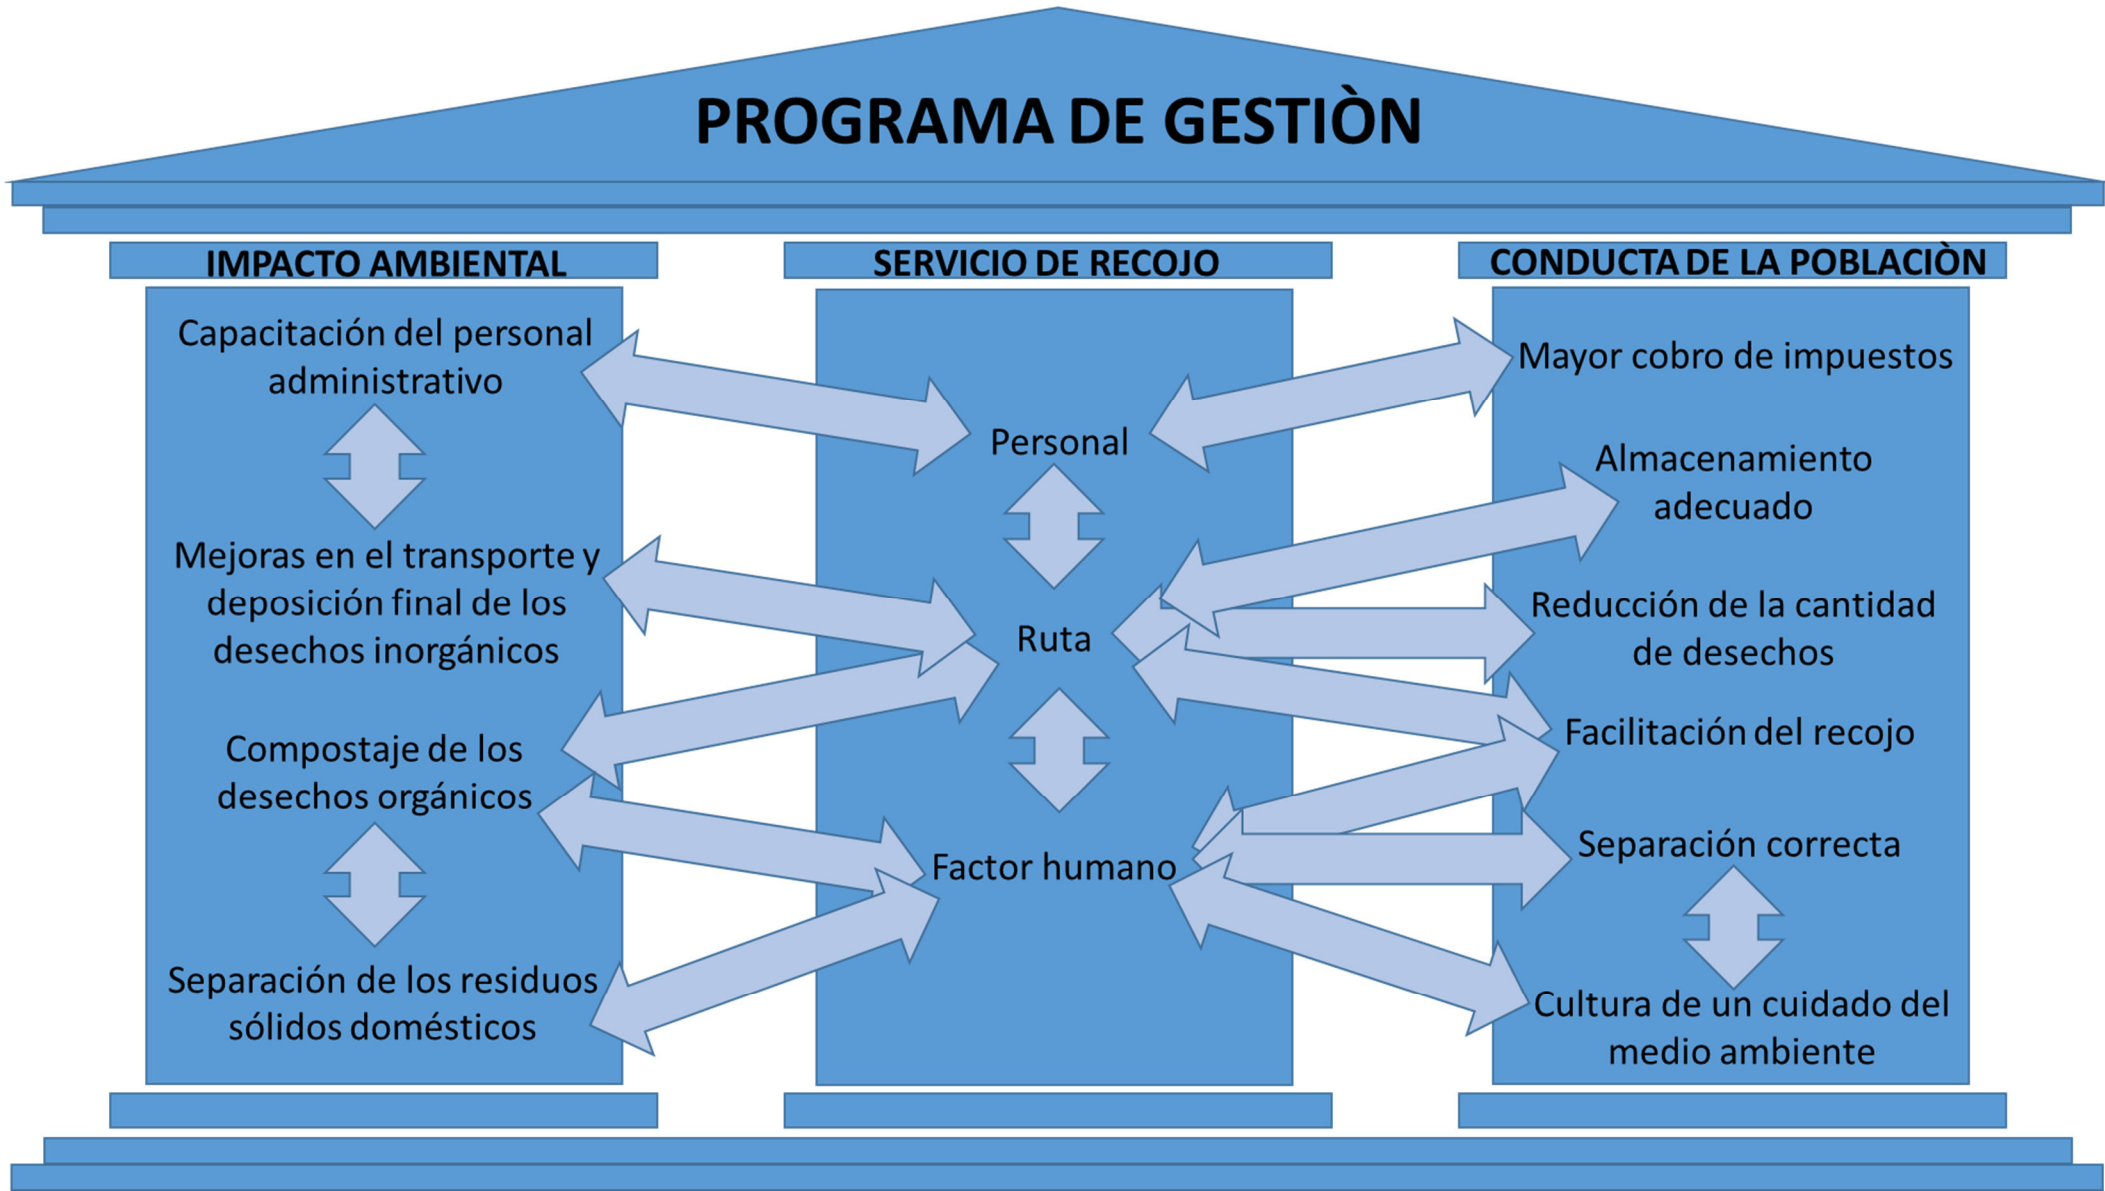 PROGRAMA DE GESTIÒN
IMPACTO AMBIENTAL
Capacitación del personal
administrativo
Mejoras en el transporte y
deposición final de los
desechos inorgánicos
Compostaje de los
desechos orgánicos
Separación de los residuos
sólidos domésticos
SERVICIO DE RECOJO
Personal
Ruta
Factor humano
CONDUCTA DE LA POBLACIÒN
Mayor cobro de impuestos
Almacenamiento
adecuado
Reducción de la cantidad
de desechos
Facilitación del recojo
Separación correcta
Cultura de un cuidado del
medio ambiente